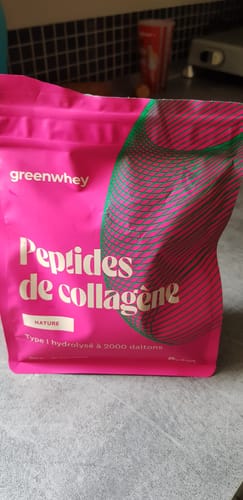 greenwhey
Peptides
de collagène
NATURE
Type I hydrolysé à 2000 daltons